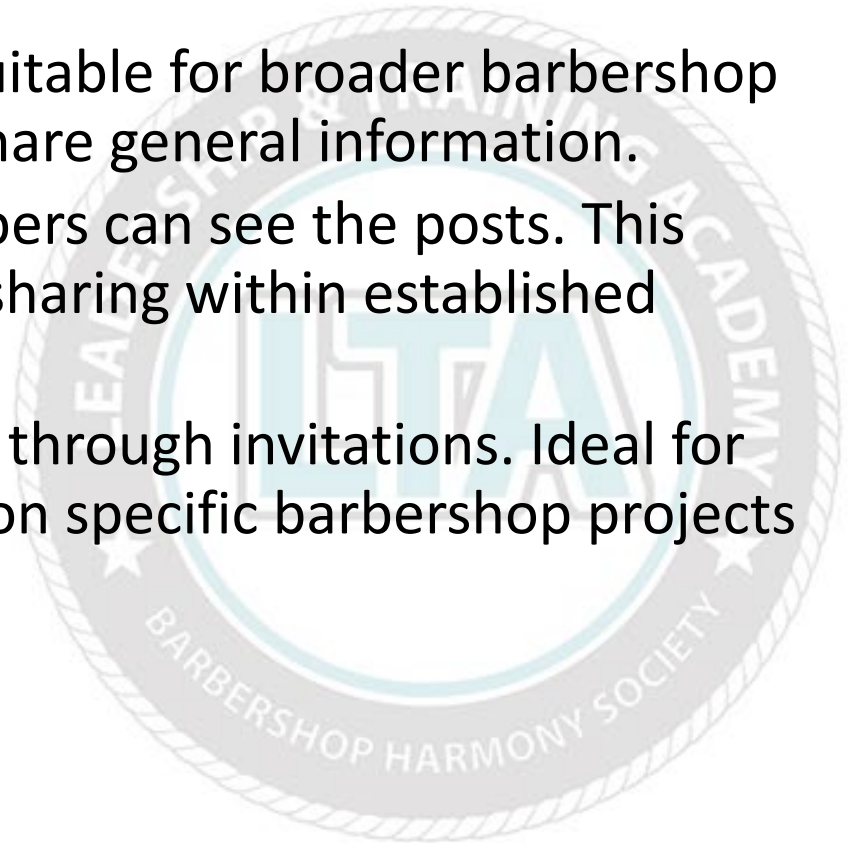 uitable for broader barbershop
hare general information.
bers can see the posts. This
sharing within established
through invitations. Ideal for
on specific barbershop projects
LEADERSHIP & TRAINING ACADEMY
LTA
BARBERSHOP HARMONY SOCIETY